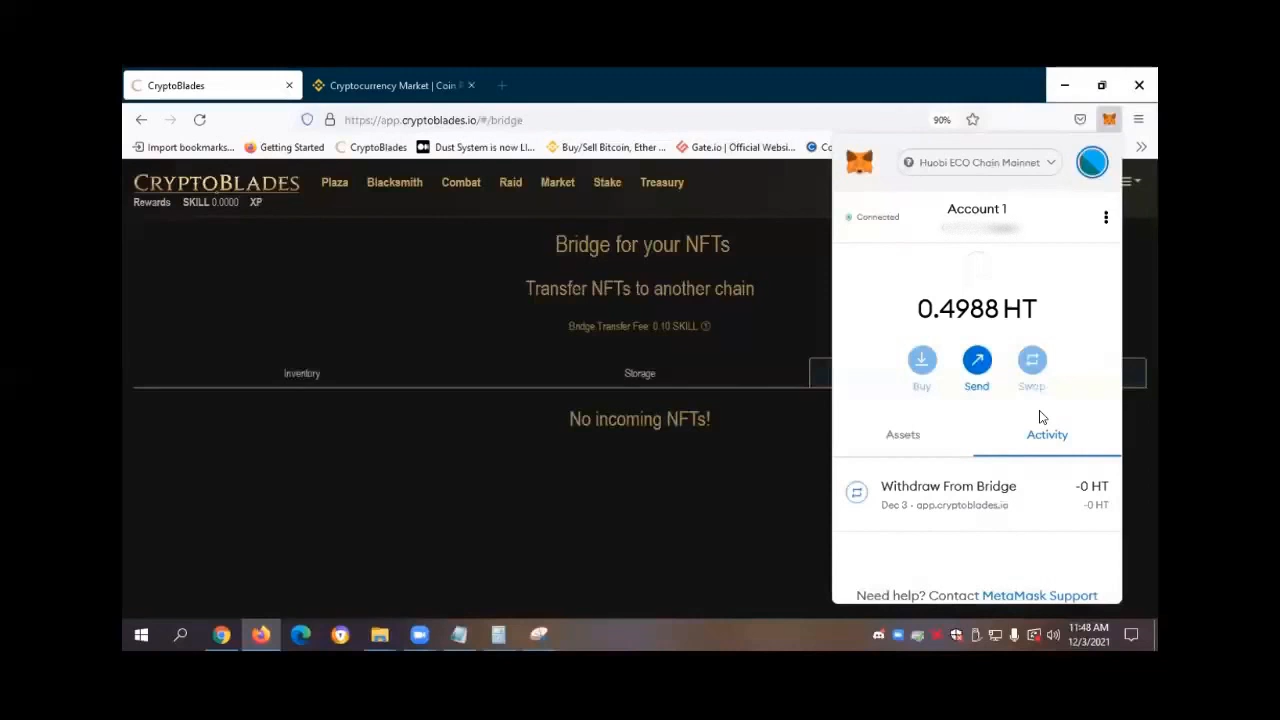 CryptoBlades
Cryptocurrency Market | Coin
https://app.cryptoblades.io/#/bridge
90%
Import bookmarks... Getting Started CryptoBlades Dust System is now LI... Buy/Sell Bitcoin, Ether ... Gate.io | Official Websi... Co
CRYPTOBLADES Plaza Blacksmith Combat Raid Market Stake Treasury
Rewards SKILL 0.0000 XP
Bridge for your NFTs
Transfer NFTs to another chain
Bridge Transfer Fee: 0.10 SKILL
Inventory Storage
No incoming NFTs!
Huobi ECO Chain Mainnet
Connected
Account 1
0.4988 HT
Buy Send Swap
Assets Activity
Withdraw From Bridge -0 HT
Dec 3 · app.cryptoblades.io -0 HT
Need help? Contact MetaMask Support
11:48 AM
12/3/2021